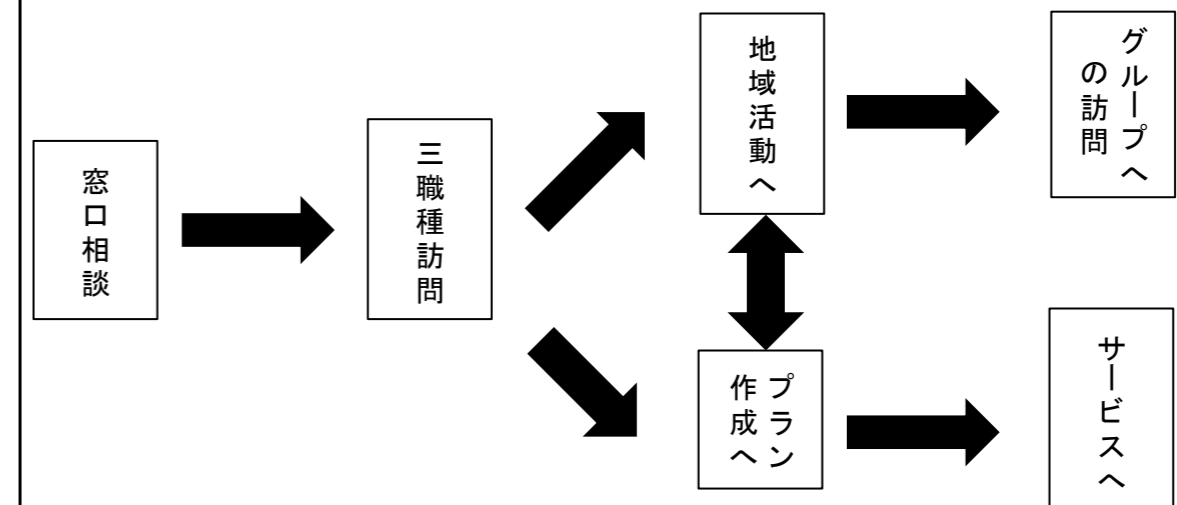 窓口相談
三職種訪問
地域活動へ
グループへ
の訪問
プラン
作成へ
サービスへ